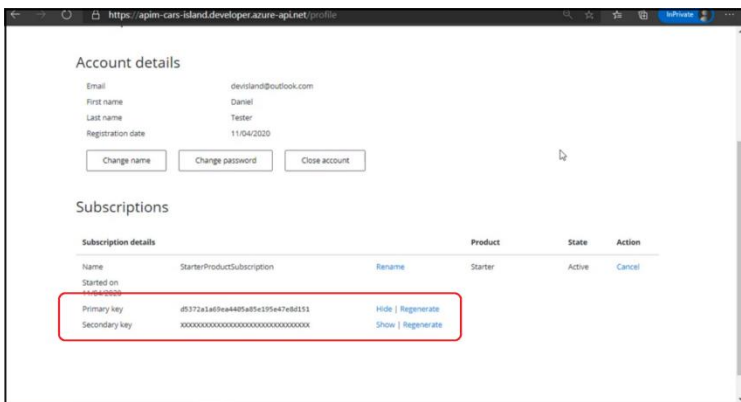 https://apim-cars-island.developer.azure-api.net/profile InPrivate
Account details
Email devisland@outlook.com
First name Daniel
Last name Tester
Registration date 11/04/2020
Change name Change password Close account
Subscriptions
Subscription details Product State Action
Name StarterProductSubscription Rename Starter Active Cancel
Started on
11/04/2020
Primary key d5372a1a69ea4405a85e195e47e8d151 Hide | Regenerate
Secondary key XXXXXXXXXXXXXXXXXXXXXXXXXXXXXXXX Show | Regenerate